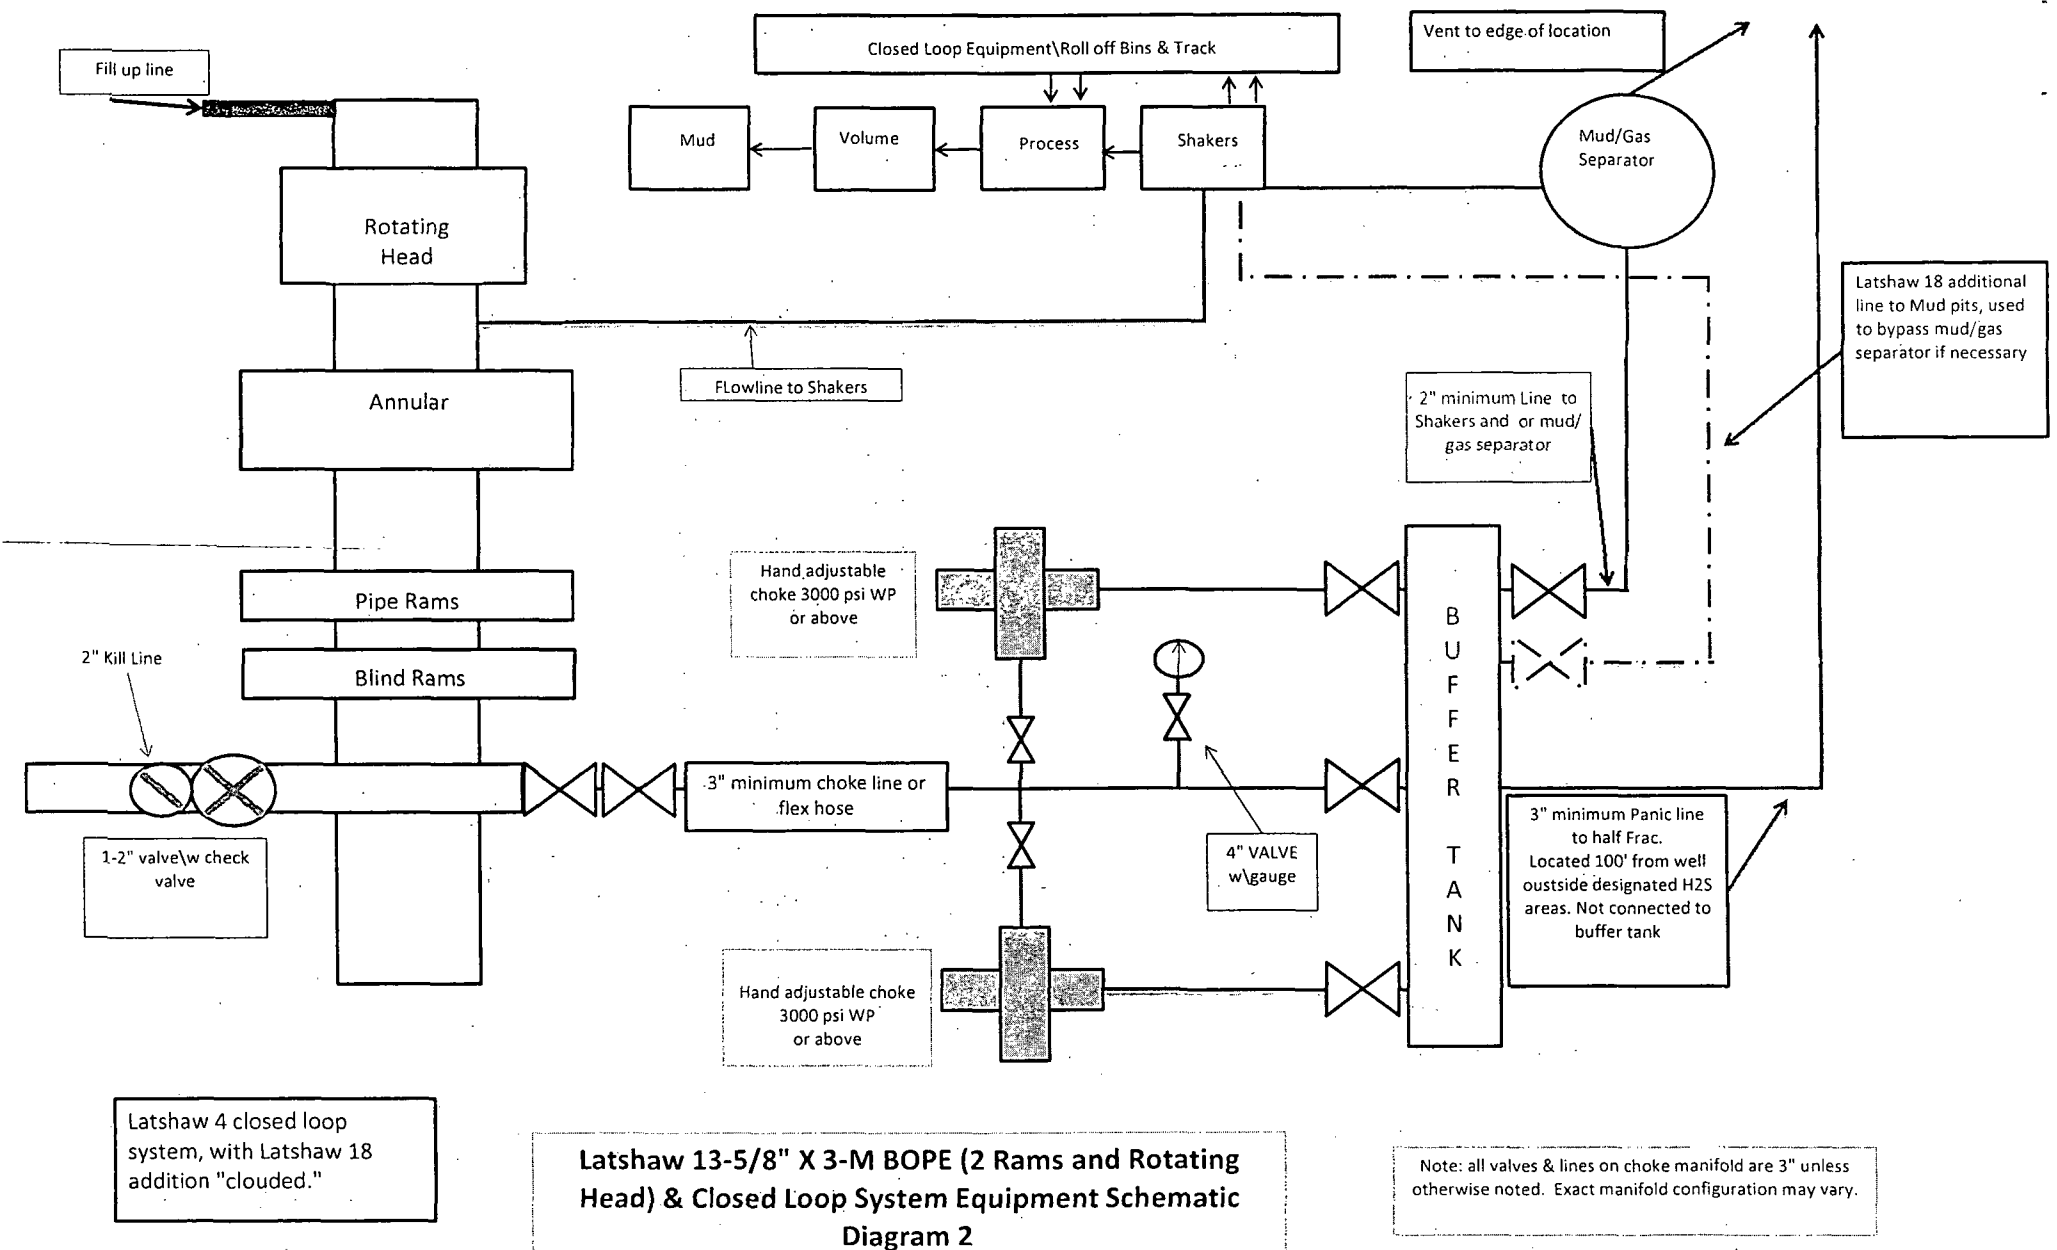 Fill up line
Closed Loop Equipment\Roll off Bins & Track
Vent to edge of location
Mud
Volume
Process
Shakers
Mud/Gas
Separator
Rotating
Head
Latshaw 18 additional
line to Mud pits, used
to bypass mud/gas
separator if necessary
FLowline to Shakers
Annular
2" minimum Line to
Shakers and or mud/
gas separator
Hand adjustable
choke 3000 psi WP
or above
Pipe Rams
Blind Rams
2" Kill Line
B
U
F
F
E
R
T
A
N
K
3" minimum choke line or
flex hose
1-2" valve\w check
valve
4" VALVE
w\gauge
3" minimum Panic line
to half Frac.
Located 100' from well
oustside designated H2S
areas. Not connected to
buffer tank
Hand adjustable choke
3000 psi WP
or above
Latshaw 4 closed loop
system, with Latshaw 18
addition "clouded."
Latshaw 13-5/8" X 3-M BOPE (2 Rams and Rotating
Head) & Closed Loop System Equipment Schematic
Diagram 2
Note: all valves & lines on choke manifold are 3" unless
otherwise noted. Exact manifold configuration may vary.